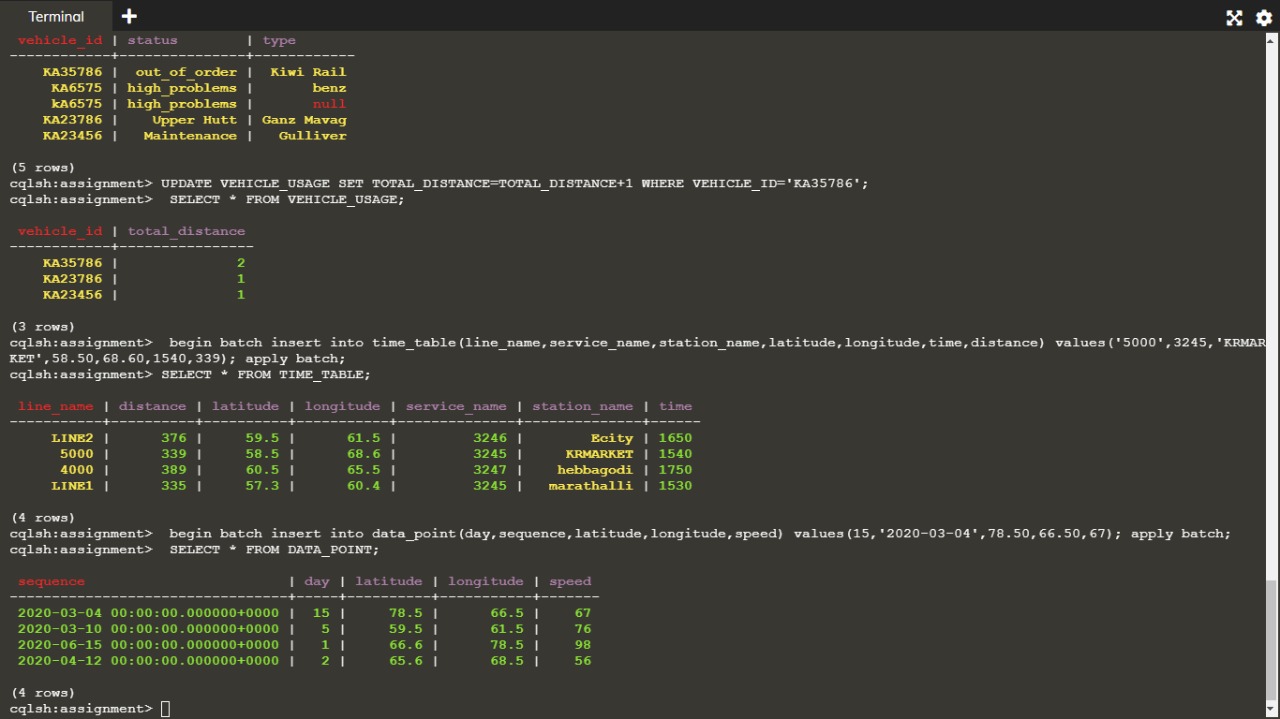 Terminal
vehicle_id | status | type
------------+---------------+------------
KA35786 | out_of_order | Kiwi Rail
KA6575 | high_problems | benz
kA6575 | high_problems | null
KA23786 | Upper Hutt | Ganz Mavag
KA23456 | Maintenance | Gulliver
(5 rows)
cqlsh:assignment> UPDATE VEHICLE_USAGE SET TOTAL_DISTANCE=TOTAL_DISTANCE+1 WHERE VEHICLE_ID='KA35786';
cqlsh:assignment>  SELECT * FROM VEHICLE_USAGE;
vehicle_id | total_distance
------------+----------------
KA35786 | 2
KA23786 | 1
KA23456 | 1
(3 rows)
cqlsh:assignment>  begin batch insert into time_table(line_name,service_name,station_name,latitude,longitude,time,distance) values('5000',3245,'KRMAR
KET',58.50,68.60,1540,339); apply batch;
cqlsh:assignment> SELECT * FROM TIME_TABLE;
line_name | distance | latitude | longitude | service_name | station_name | time
-----------+----------+----------+-----------+--------------+--------------+------
LINE2 | 376 | 59.5 | 61.5 | 3246 | Ecity | 1650
5000 | 339 | 58.5 | 68.6 | 3245 | KRMARKET | 1540
4000 | 389 | 60.5 | 65.5 | 3247 | hebbagodi | 1750
LINE1 | 335 | 57.3 | 60.4 | 3245 | marathalli | 1530
(4 rows)
cqlsh:assignment>  begin batch insert into data_point(day,sequence,latitude,longitude,speed) values(15,'2020-03-04',78.50,66.50,67); apply batch;
cqlsh:assignment>  SELECT * FROM DATA_POINT;
sequence | day | latitude | longitude | speed
---------------------------------+-----+----------+-----------+-------
2020-03-04 00:00:00.000000+0000 | 15 | 78.5 | 66.5 | 67
2020-03-10 00:00:00.000000+0000 | 5 | 59.5 | 61.5 | 76
2020-06-15 00:00:00.000000+0000 | 1 | 66.6 | 78.5 | 98
2020-04-12 00:00:00.000000+0000 | 2 | 65.6 | 68.5 | 56
(4 rows)
cqlsh:assignment>